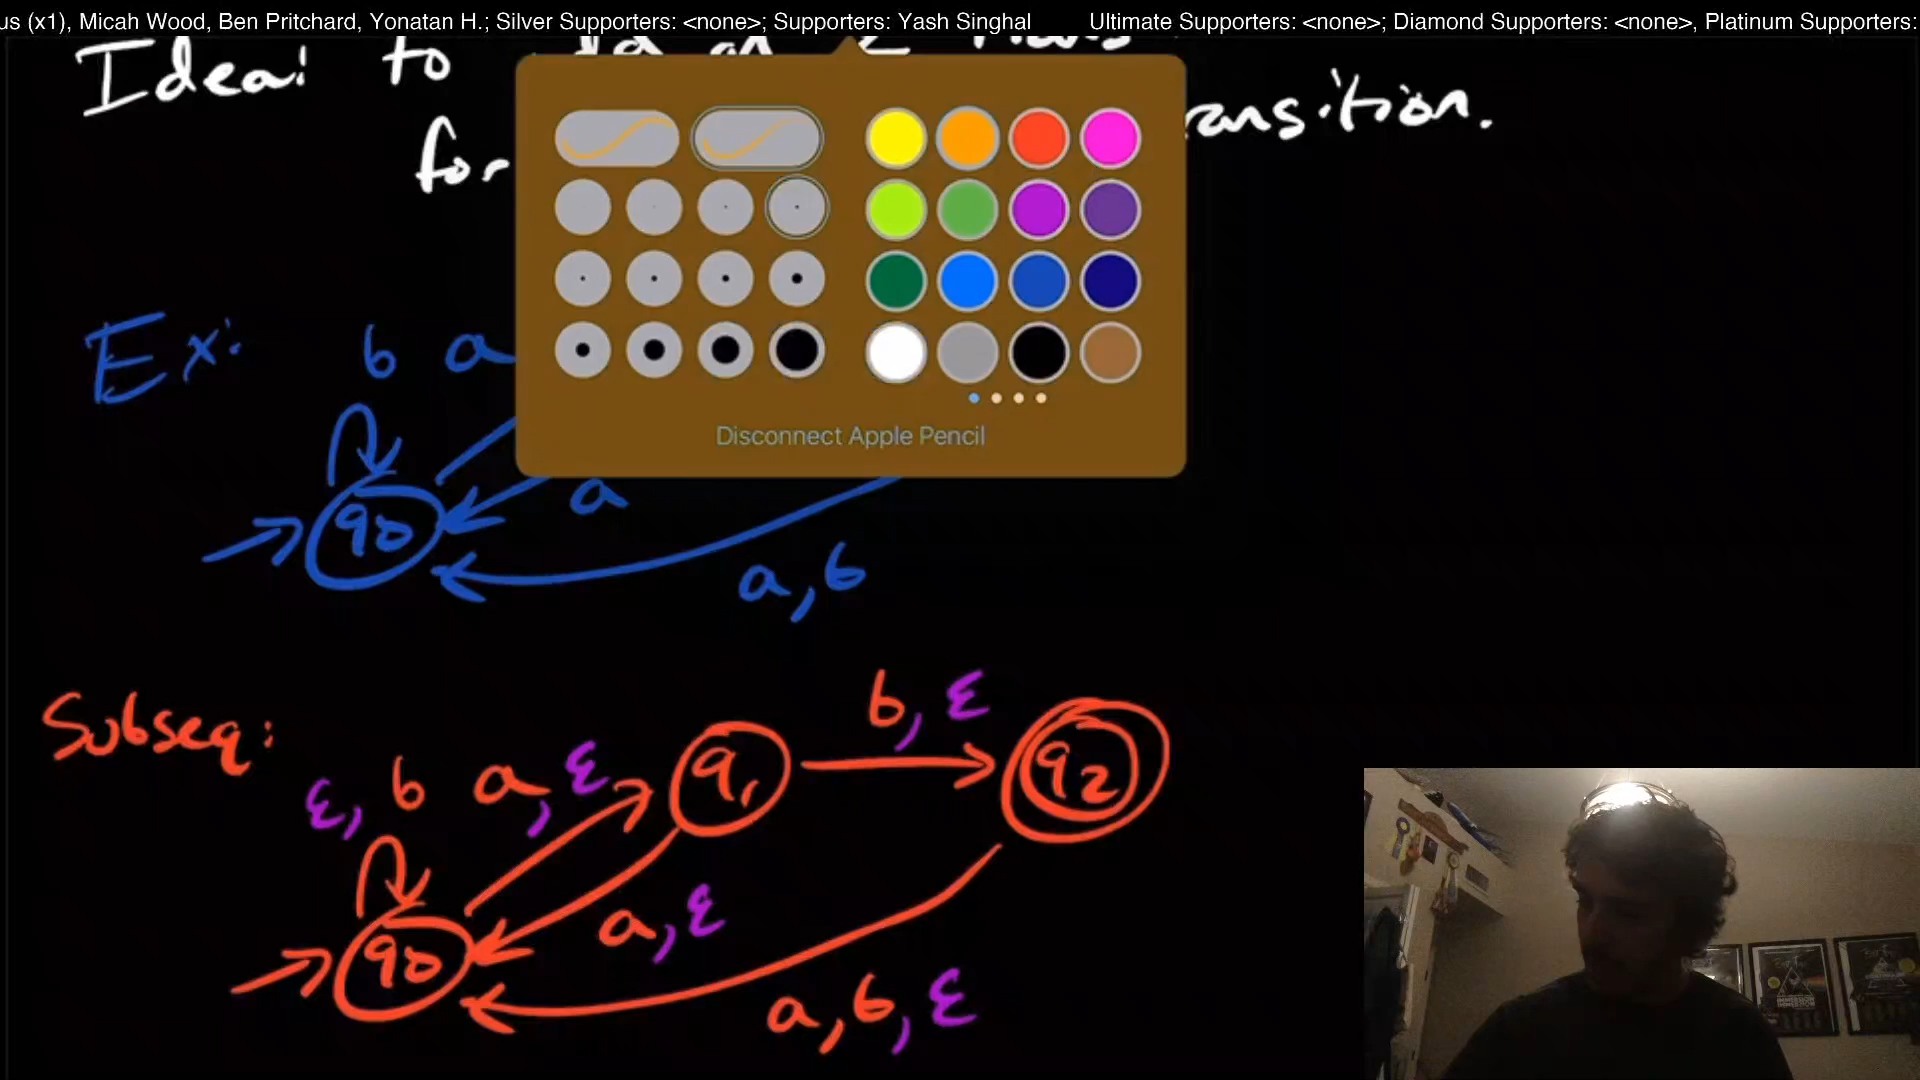 us (x1), Micah Wood, Ben Pritchard, Yonatan H.; Silver Supporters: <none>; Supporters: Yash Singhal Ultimate Supporters: <none>; Diamond Supporters: <none>, Platinum Supporters:
Idea: to
for ansition.
Ex: b a
q0 a
a,b
Disconnect Apple Pencil
Subseq: b, ε
ε, b a, ε q1 q2
q0 a, ε
a, b, ε